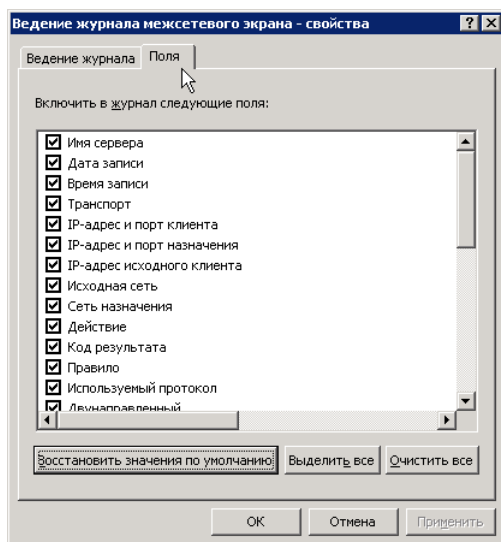 Ведение журнала межсетевого экрана - свойства
Ведение журнала
Поля
Включить в журнал следующие поля:
Имя сервера
Дата записи
Время записи
Транспорт
IP-адрес и порт клиента
IP-адрес и порт назначения
IP-адрес исходного клиента
Исходная сеть
Сеть назначения
Действие
Код результата
Правило
Используемый протокол
Двунаправленный
Восстановить значения по умолчанию
Выделить все
Очистить все
ОК
Отмена
Применить